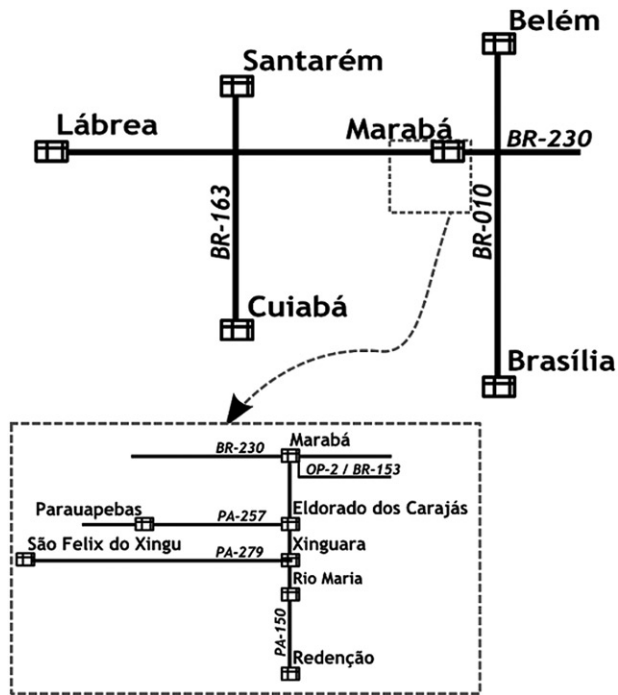 Belém
Santarém
Lábrea
Marabá
BR-230
BR-163
BR-010
Cuiabá
Brasília
Marabá
BR-230
OP-2 / BR-153
Parauapebas
PA-257
Eldorado dos Carajás
São Felix do Xingu
PA-279
Xinguara
Rio Maria
PA-150
Redenção